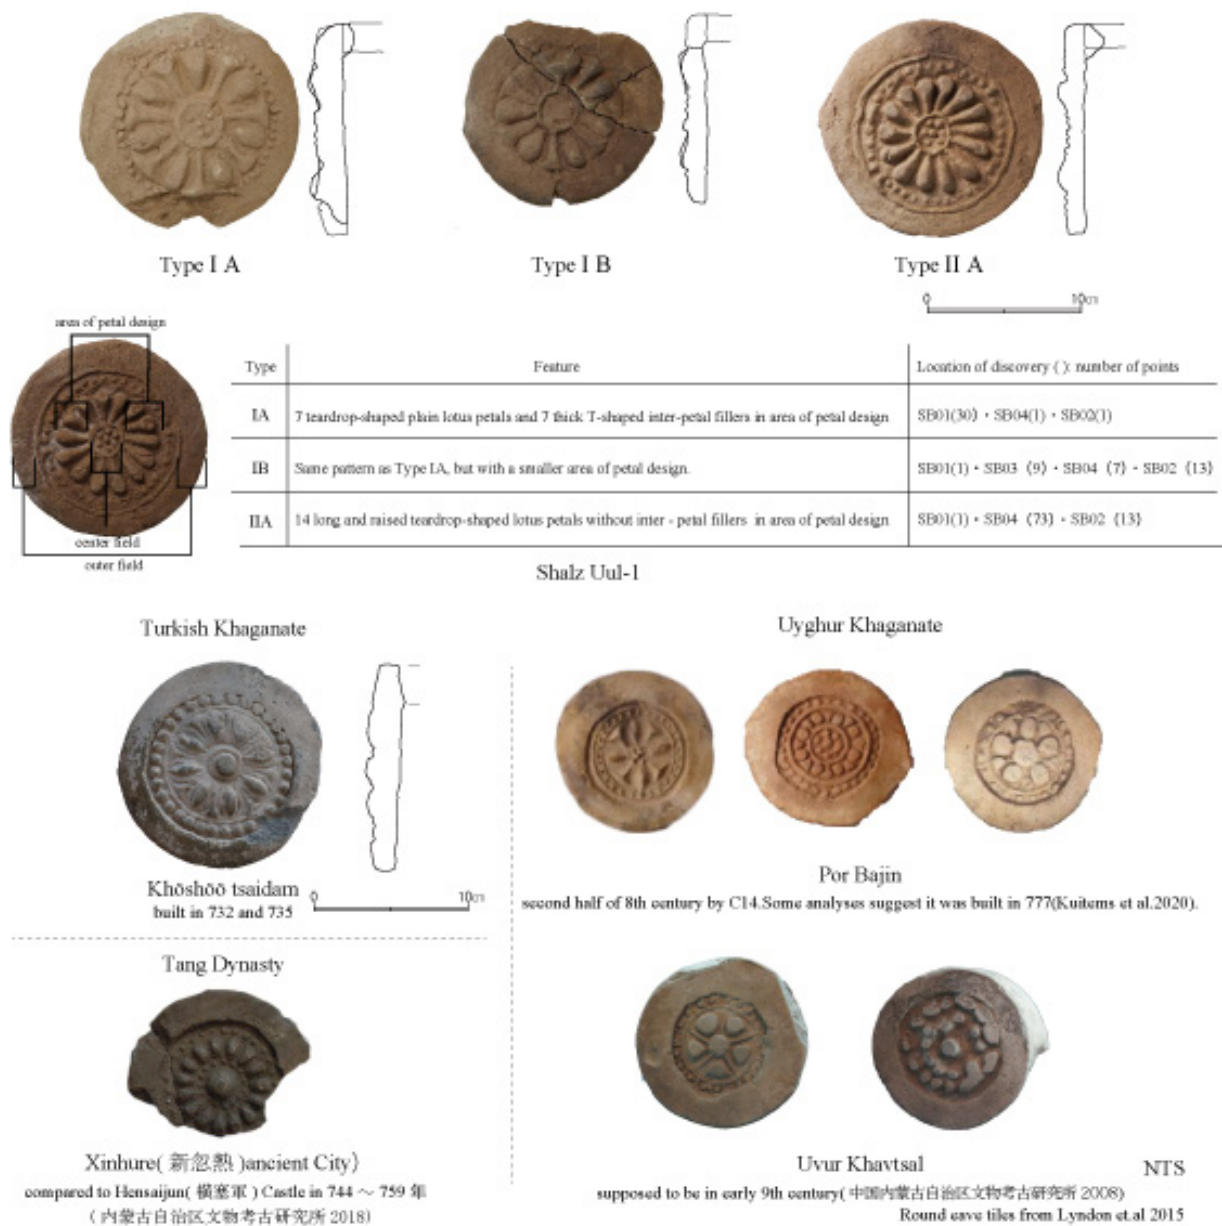 Type I A
Type I B
Type II A
0 10cm
area of petal design
center field
outer field
Type Feature Location of discovery ( ): number of points
IA 7 teardrop-shaped plain lotus petals and 7 thick T-shaped inter-petal fillers in area of petal design SB01(30)・SB04(1)・SB02(1)
IB Same pattern as Type IA, but with a smaller area of petal design. SB01(1)・SB03 (9)・SB04 (7)・SB02 (13)
IIA 14 long and raised teardrop-shaped lotus petals without inter - petal fillers in area of petal design SB01(1)・SB04 (73)・SB02 (13)
Shalz Uul-1
Turkish Khaganate
Khöshöö tsaidam
built in 732 and 735
0 10cm
Tang Dynasty
Xinhure( 新忽熱 )ancient City)
compared to Hensaijun( 横塞軍 ) Castle in 744 ～ 759 年
( 内蒙古自治区文物考古研究所 2018)
Uyghur Khaganate
Por Bajin
second half of 8th century by C14.Some analyses suggest it was built in 777(Kuitems et al.2020).
Uvur Khavtsal
NTS
supposed to be in early 9th century( 中国内蒙古自治区文物考古研究所 2008)
Round eave tiles from Lyndon et.al 2015